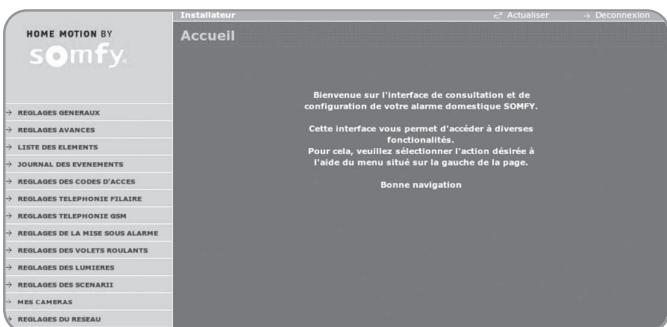 Installateur
Actualiser
Deconnexion
HOME MOTION BY
somfy.
Accueil
Bienvenue sur l'interface de consultation et de
configuration de votre alarme domestique SOMFY.
Cette interface vous permet d'accéder à diverses
fonctionalités.
Pour cela, veuillez sélectionner l'action désirée à
l'aide du menu situé sur la gauche de la page.
Bonne navigation
→ REGLAGES GENERAUX
→ REGLAGES AVANCES
→ LISTE DES ELEMENTS
→ JOURNAL DES EVENEMENTS
→ REGLAGES DES CODES D'ACCES
→ REGLAGES TELEPHONIE FILAIRE
→ REGLAGES TELEPHONIE GSM
→ REGLAGES DE LA MISE SOUS ALARME
→ REGLAGES DES VOLETS ROULANTS
→ REGLAGES DES LUMIERES
→ REGLAGES DES SCENARII
→ MES CAMERAS
→ REGLAGES DU RESEAU